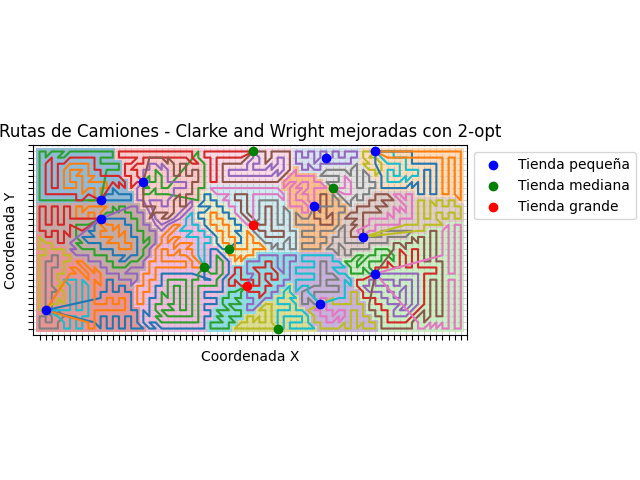 Rutas de Camiones - Clarke and Wright mejoradas con 2-opt
Tienda pequeña
Tienda mediana
Tienda grande
Coordenada Y
Coordenada X